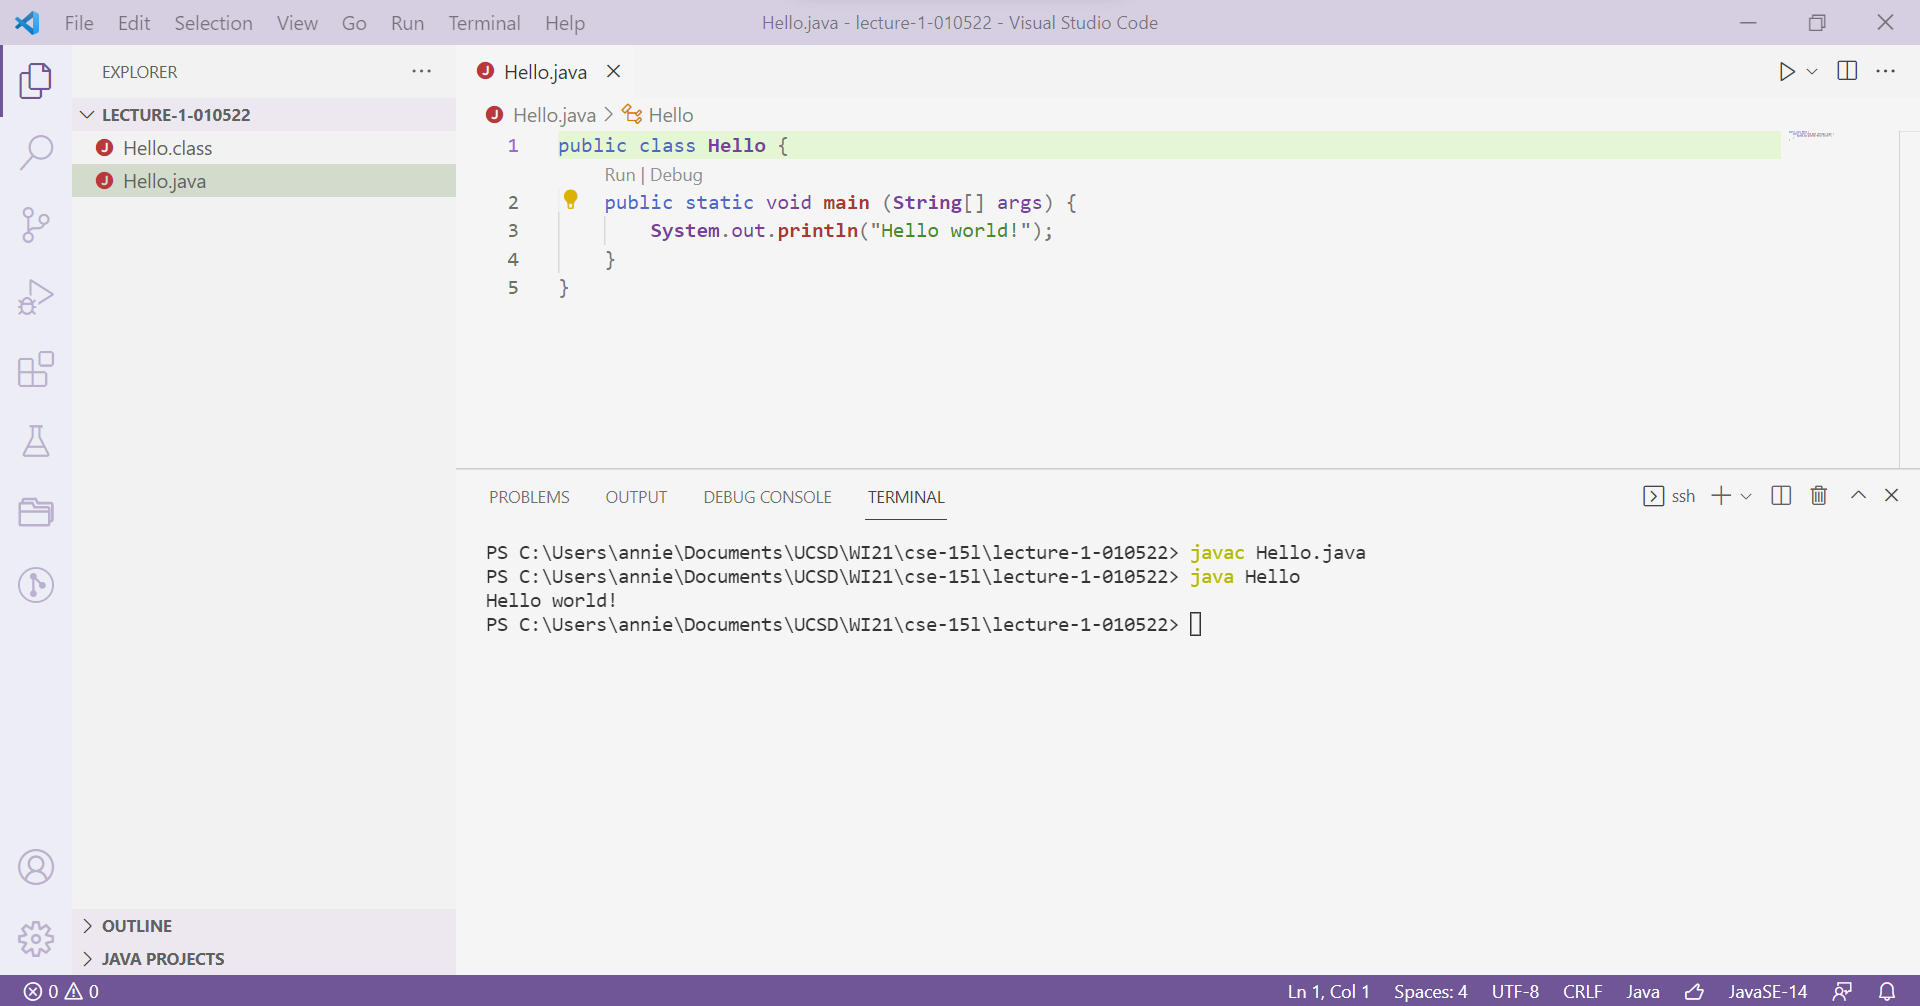 File Edit Selection View Go Run Terminal Help
Hello.java - lecture-1-010522 - Visual Studio Code
EXPLORER
LECTURE-1-010522
Hello.class
Hello.java
OUTLINE
JAVA PROJECTS
Hello.java
Hello.java > Hello
1 public class Hello {
Run | Debug
2 public static void main (String[] args) {
3 System.out.println("Hello world!");
4 }
5 }
PROBLEMS OUTPUT DEBUG CONSOLE TERMINAL
ssh
PS C:\Users\annie\Documents\UCSD\WI21\cse-15l\lecture-1-010522> javac Hello.java
PS C:\Users\annie\Documents\UCSD\WI21\cse-15l\lecture-1-010522> java Hello
Hello world!
PS C:\Users\annie\Documents\UCSD\WI21\cse-15l\lecture-1-010522>
0 0
Ln 1, Col 1 Spaces: 4 UTF-8 CRLF Java JavaSE-14